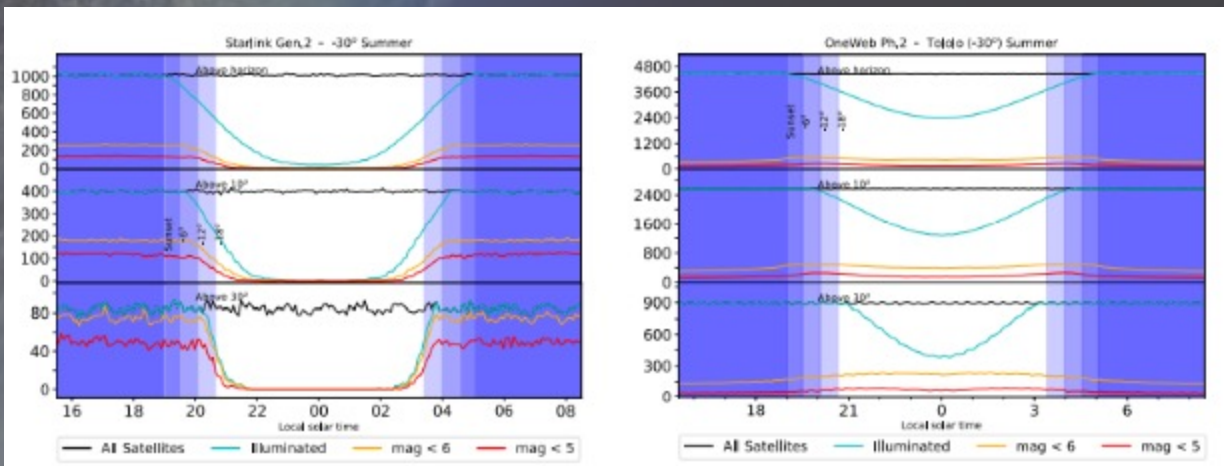 Starlink Gen,2 - -30° Summer
1000
800
600
400
200
0
Above horizon
400
300
200
100
0
Above 10°
Sunset
-6°
-12°
-18°
80
40
0
Above 30°
16 18 20 22 00 02 04 06 08
Local solar time
All Satellites Illuminated mag < 6 mag < 5
OneWeb Ph,2 - Tololo (-30°) Summer
4800
3600
2400
1200
0
Above horizon
Sunset
-6°
-12°
-18°
2400
1600
800
0
Above 10°
900
600
300
0
Above 30°
18 21 0 3 6
Local solar time
All Satellites Illuminated mag < 6 mag < 5